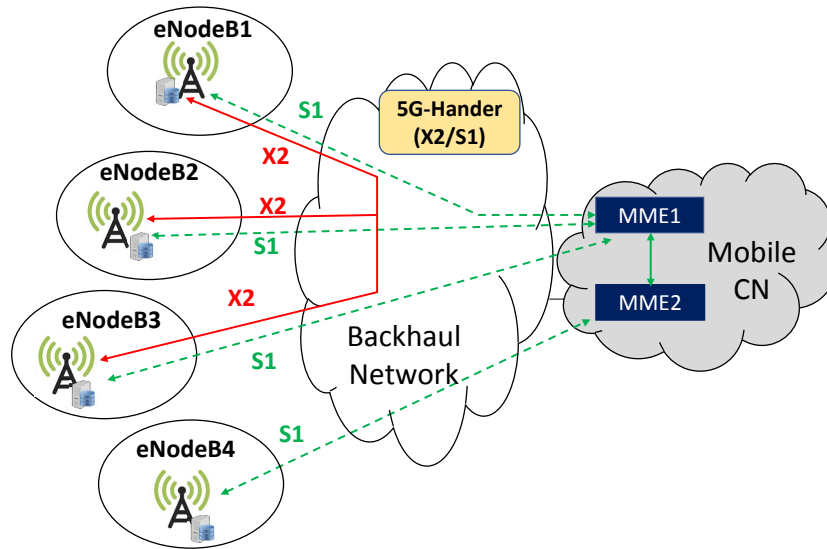 eNodeB1
S1
5G-Hander
(X2/S1)
X2
eNodeB2
X2
S1
MME1
Mobile
CN
MME2
X2
eNodeB3
S1
Backhaul
Network
S1
eNodeB4